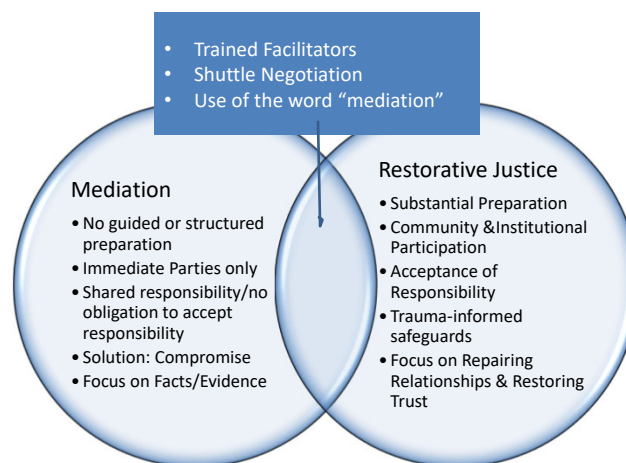 • Trained Facilitators
• Shuttle Negotiation
• Use of the word “mediation”
Mediation
• No guided or structured
preparation
• Immediate Parties only
• Shared responsibility/no
obligation to accept
responsibility
• Solution: Compromise
• Focus on Facts/Evidence
Restorative Justice
• Substantial Preparation
• Community &Institutional
Participation
• Acceptance of
Responsibility
• Trauma-informed
safeguards
• Focus on Repairing
Relationships & Restoring
Trust